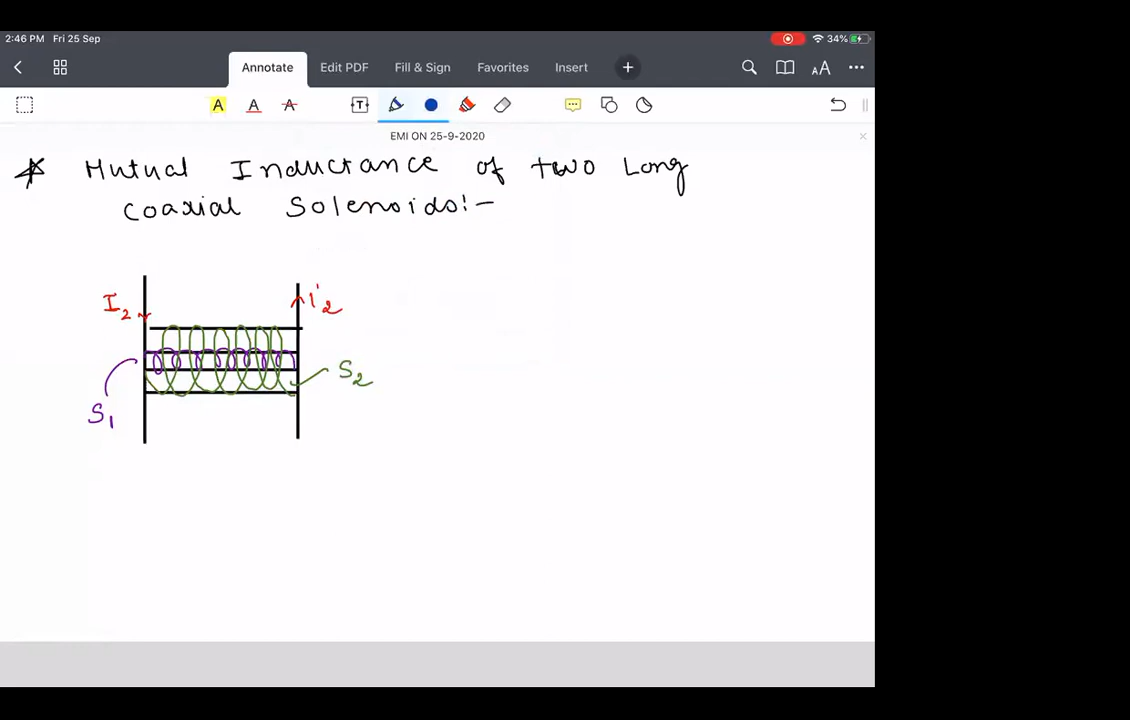 2:46 PM Fri 25 Sep
34%
Annotate Edit PDF Fill & Sign Favorites Insert
A A A T AA
EMI ON 25-9-2020
Mutual Inductance of two Long
coaxial Solenoids:-
I2 i2
S2
S1